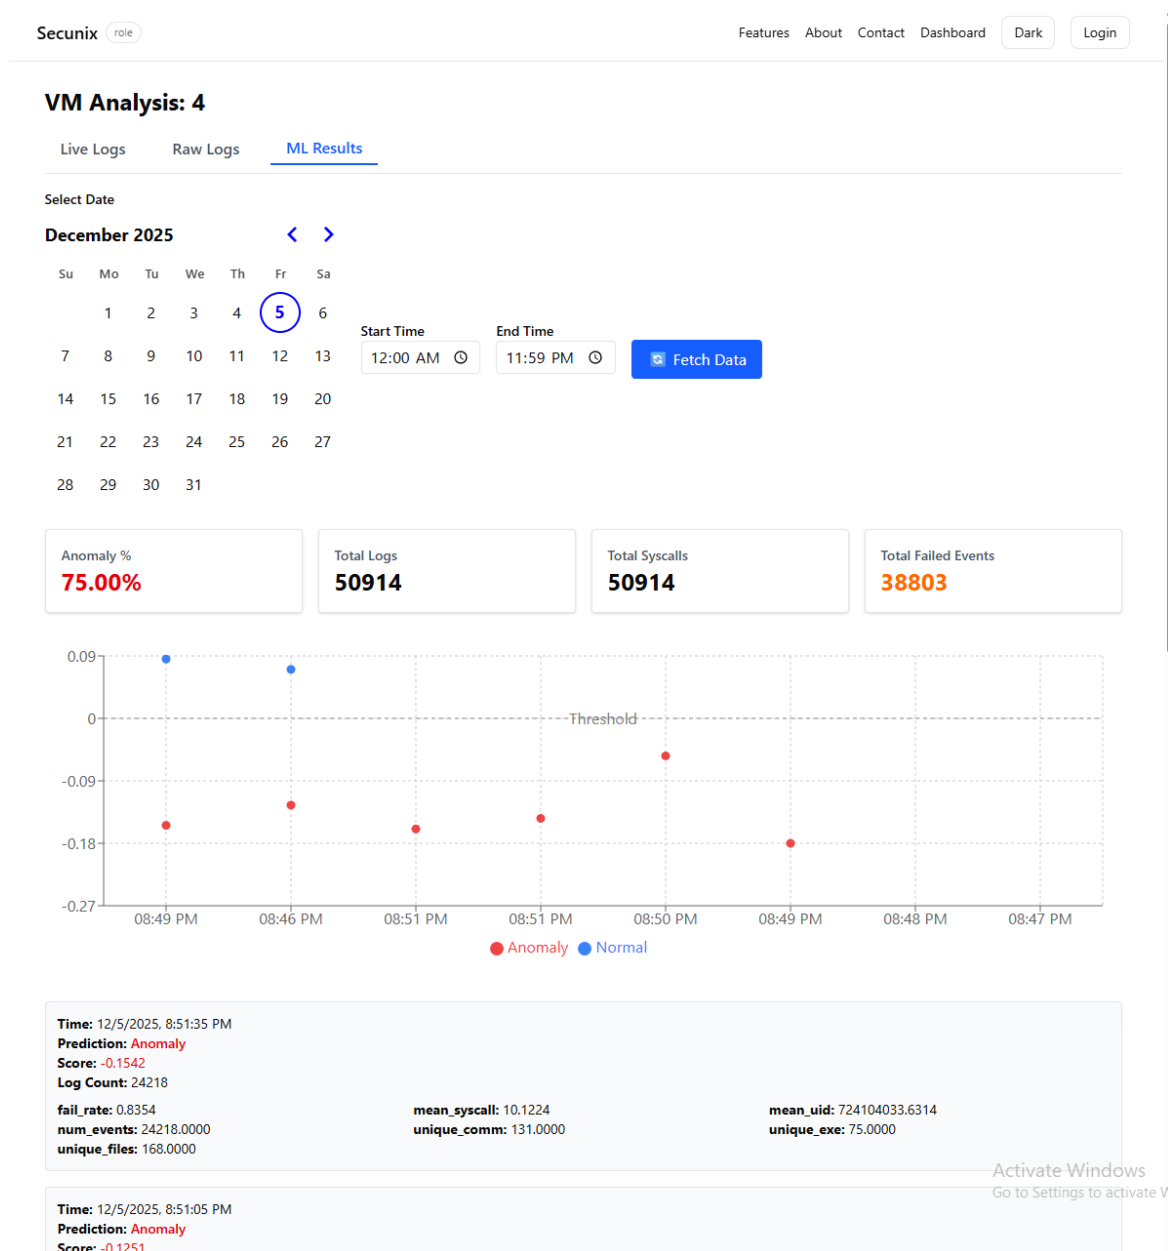 Secunix role Features About Contact Dashboard Dark Login
VM Analysis: 4
Live Logs Raw Logs ML Results
Select Date
December 2025
Su Mo Tu We Th Fr Sa
1 2 3 4 5 6
7 8 9 10 11 12 13
14 15 16 17 18 19 20
21 22 23 24 25 26 27
28 29 30 31
Start Time End Time
12:00 AM 11:59 PM Fetch Data
Anomaly % Total Logs Total Syscalls Total Failed Events
75.00% 50914 50914 38803
0.09
0 Threshold
-0.09
-0.18
-0.27
08:49 PM 08:46 PM 08:51 PM 08:51 PM 08:50 PM 08:49 PM 08:48 PM 08:47 PM
Anomaly Normal
Time: 12/5/2025, 8:51:35 PM
Prediction: Anomaly
Score: -0.1542
Log Count: 24218
fail_rate: 0.8354 mean_syscall: 10.1224 mean_uid: 724104033.6314
num_events: 24218.0000 unique_comm: 131.0000 unique_exe: 75.0000
unique_files: 168.0000
Activate Windows
Go to Settings to activate W
Time: 12/5/2025, 8:51:05 PM
Prediction: Anomaly
Score: -0.1251